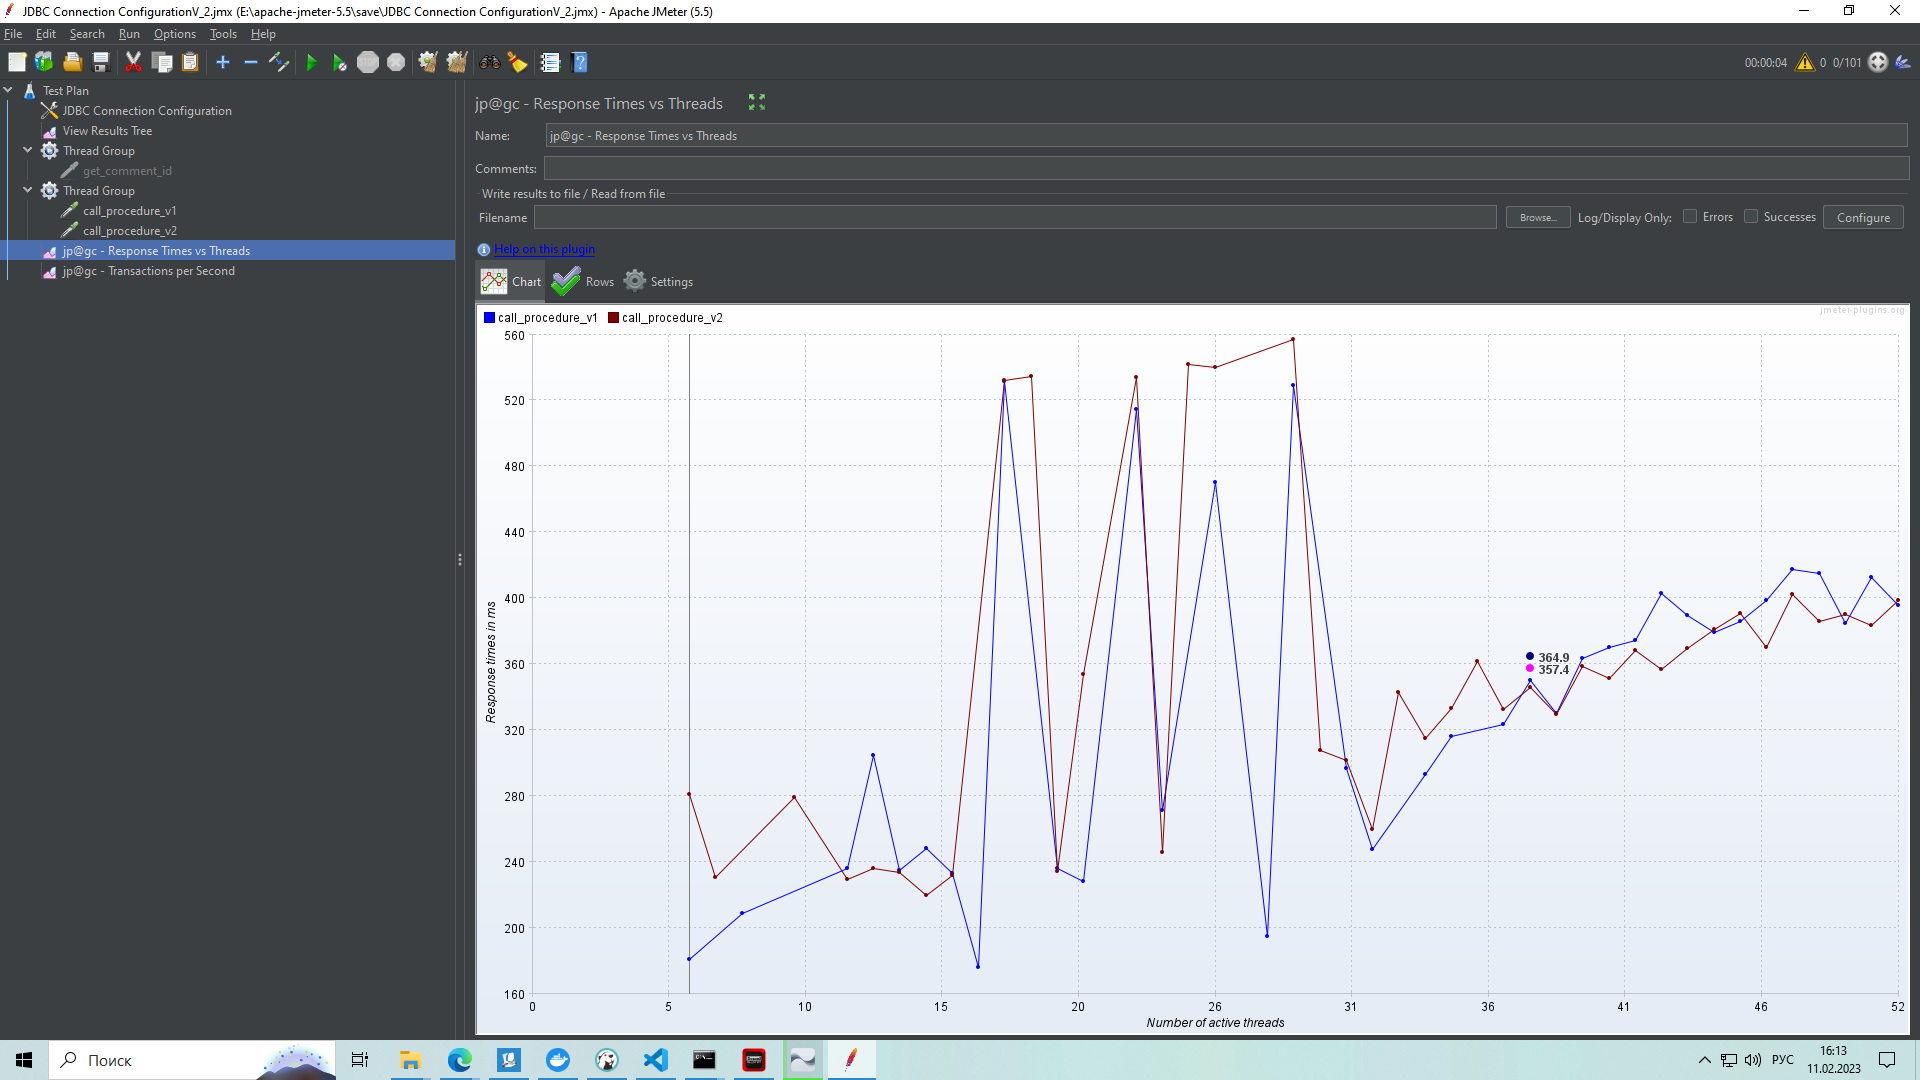 JDBC Connection ConfigurationV_2.jmx (E:\apache-jmeter-5.5\save\JDBC Connection ConfigurationV_2.jmx) - Apache JMeter (5.5)
File Edit Search Run Options Tools Help
00:00:04 0 0/101
Test Plan
JDBC Connection Configuration
View Results Tree
Thread Group
get_comment_id
Thread Group
call_procedure_v1
call_procedure_v2
jp@gc - Response Times vs Threads
jp@gc - Transactions per Second
jp@gc - Response Times vs Threads
Name: jp@gc - Response Times vs Threads
Comments:
Write results to file / Read from file
Filename Browse... Log/Display Only: Errors Successes Configure
Help on this plugin
Chart Rows Settings
jmeter-plugins.org
call_procedure_v1 call_procedure_v2
560
520
480
440
400
360
320
280
240
200
160
Response times in ms
364.9
357.4
0 5 10 15 20 26 31 36 41 46 52
Number of active threads
Поиск
РУС
16:13
11.02.2023